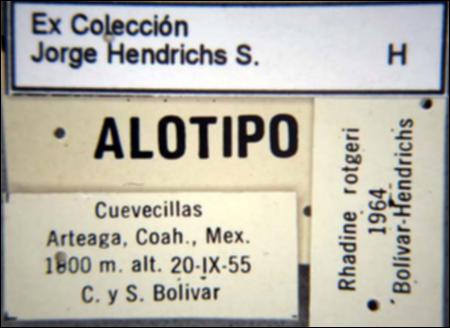 Ex Colección
Jorge Hendrichs S. H
ALOTIPO
Cuevecillas
Arteaga, Coah., Mex.
1800 m. alt. 20-IX-55
C. y S. Bolivar
Rhadine rotgeri
1964
Bolívar-Hendrichs